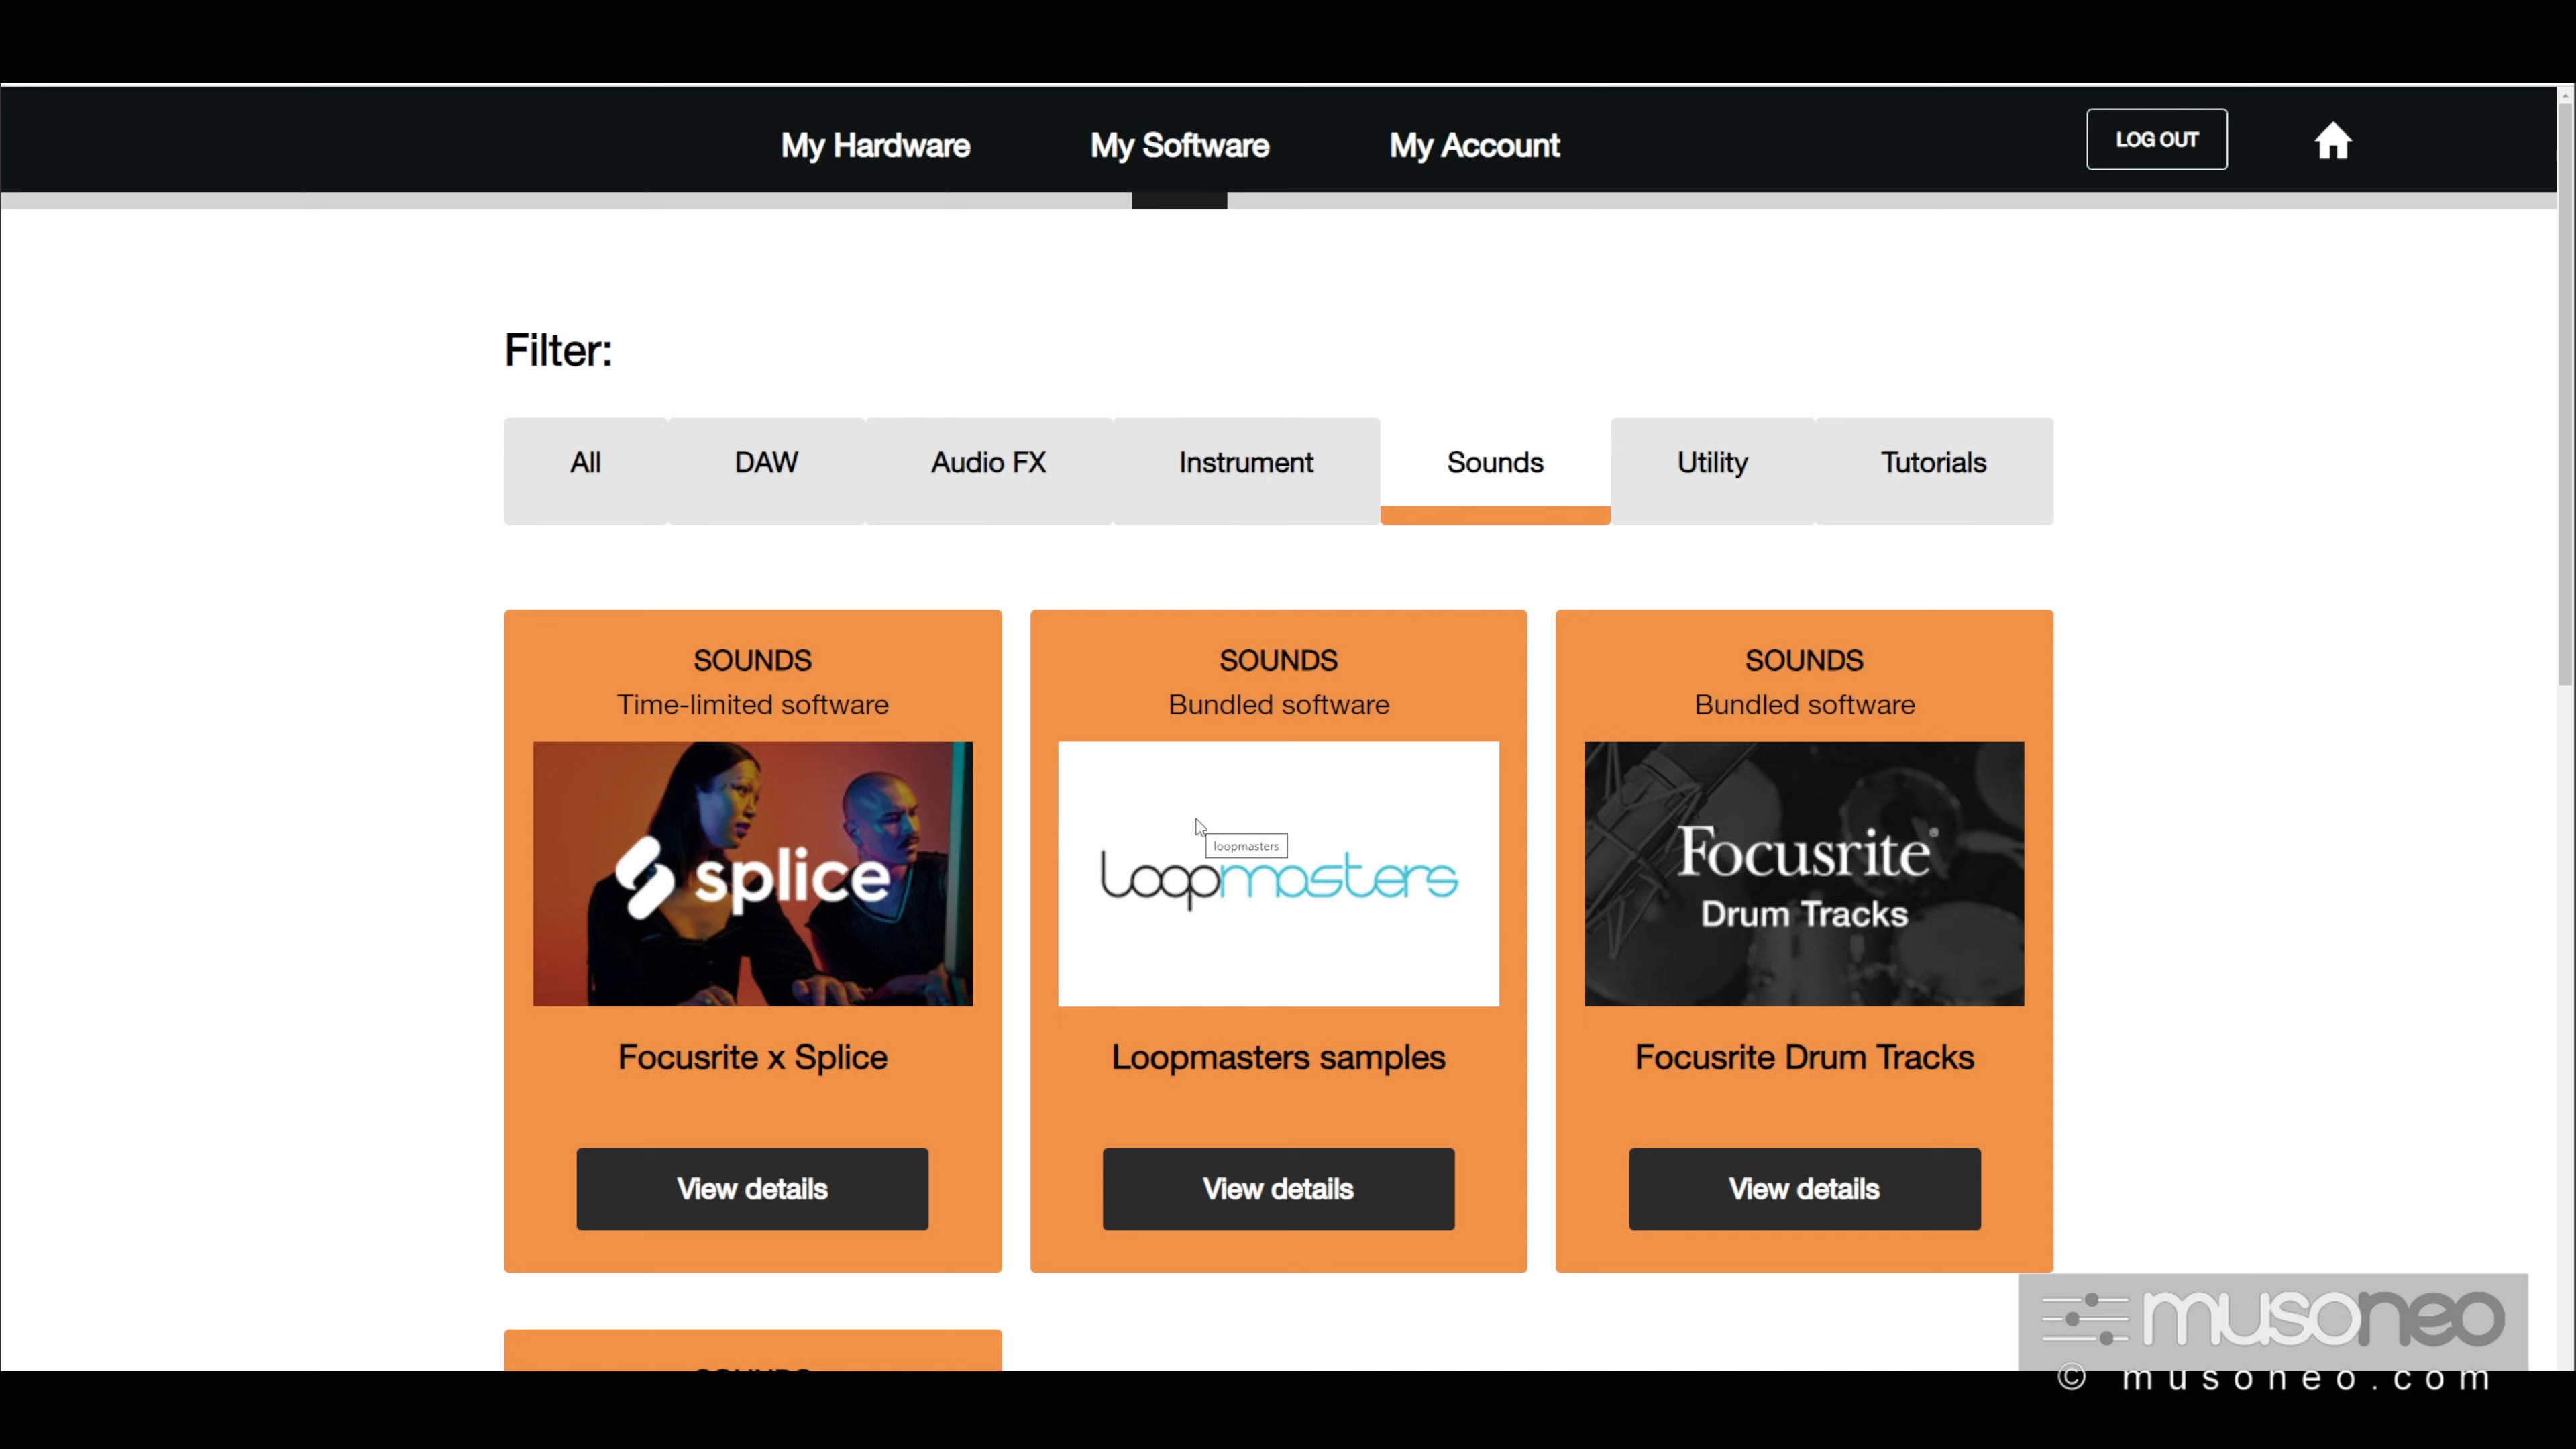 My Hardware
My Software
My Account
LOG OUT
Filter:
All
DAW
Audio FX
Instrument
Sounds
Utility
Tutorials
SOUNDS
Time-limited software
splice
Focusrite x Splice
View details
SOUNDS
Bundled software
loopmasters
loopmasters
Loopmasters samples
View details
SOUNDS
Bundled software
Focusrite®
Drum Tracks
Focusrite Drum Tracks
View details
musoneo
© musoneo.com